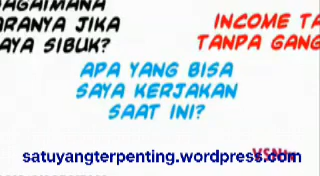 BAGAIMANA
ARANYA JIKA
AYA SIBUK?
INCOME TA
TANPA GANG
APA YANG BISA
SAYA KERJAKAN
SAAT INI?
satuyangterpenting.wordpress.com